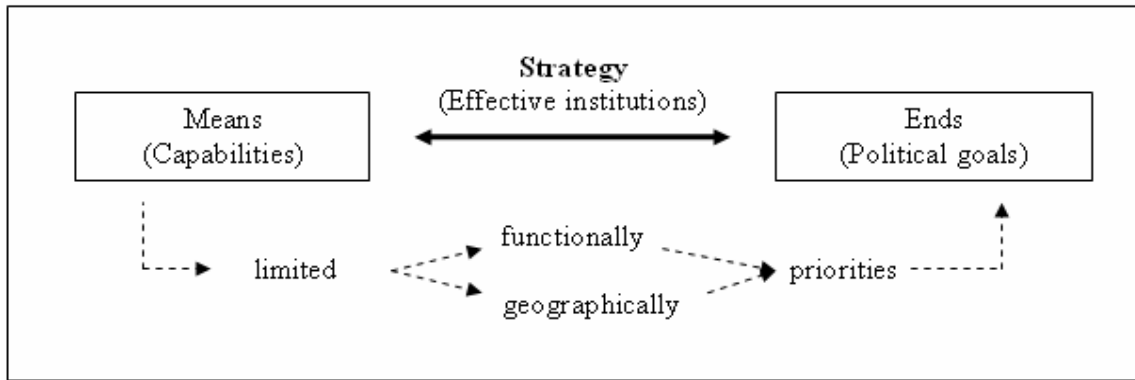 Strategy
(Effective institutions)
Means
(Capabilities)
Ends
(Political goals)
functionally
limited
priorities
geographically